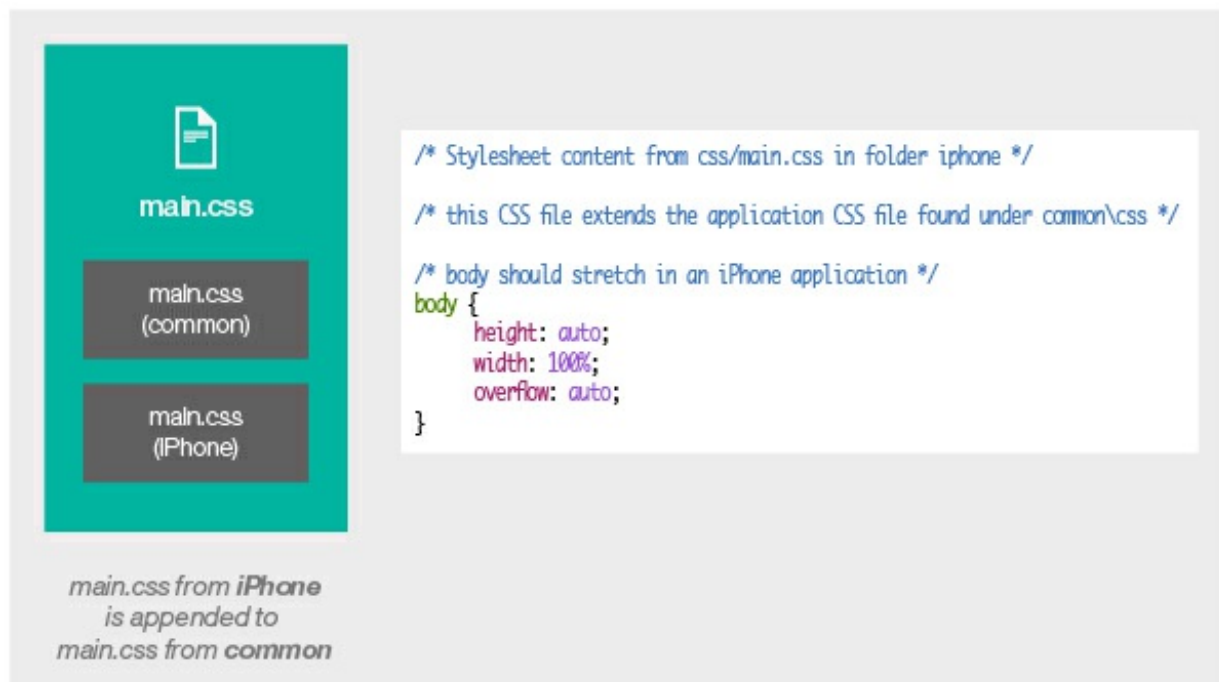 main.css
main.css
(common)
main.css
(iPhone)
main.css from iPhone
is appended to
main.css from common
/* Stylesheet content from css/main.css in folder iphone */
/* this CSS file extends the application CSS file found under common\css */
/* body should stretch in an iPhone application */
body {
height: auto;
width: 100%;
overflow: auto;
}